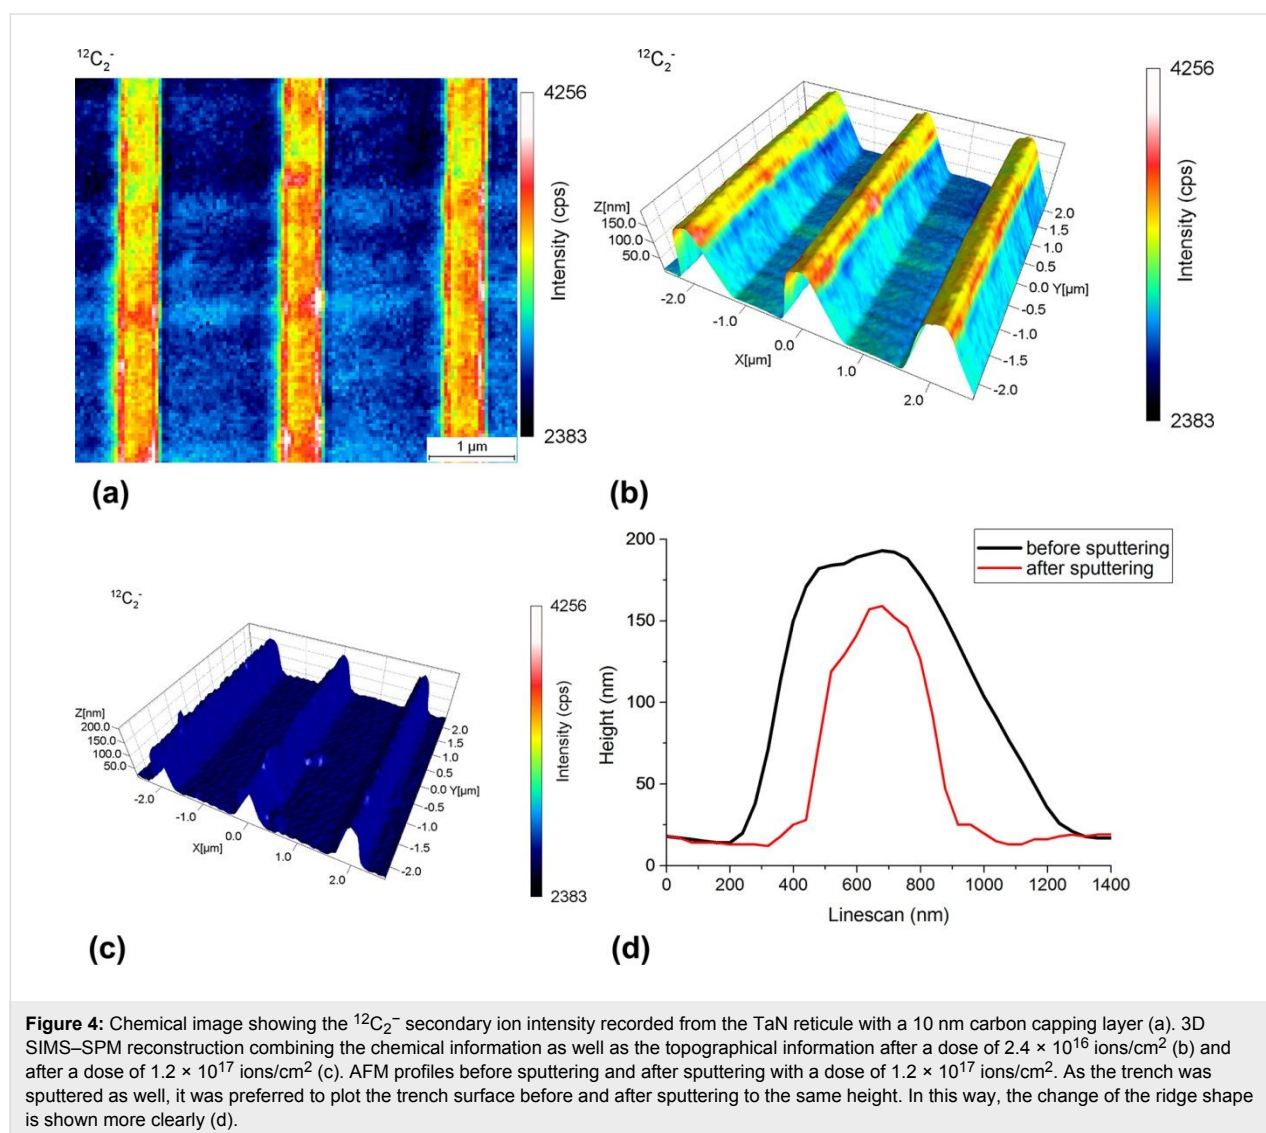 ¹²C₂⁻
4256
Intensity (cps)
2383
1 µm
(a)
¹²C₂⁻
4256
Intensity (cps)
2383
Z[nm]
150.0
100.0
50.0
-2.0
-1.0
0.0
1.0
2.0
X[µm]
2.0
1.5
1.0
0.5
0.0
-0.5
-1.0
-1.5
-2.0
Y[µm]
(b)
¹²C₂⁻
4256
Intensity (cps)
2383
Z[nm]
200.0
150.0
100.0
50.0
-2.0
-1.0
0.0
1.0
2.0
X[µm]
2.0
1.5
1.0
0.5
0.0
-0.5
-1.0
-1.5
-2.0
Y[µm]
(c)
before sputtering
after sputtering
Height (nm)
200
150
100
50
0
0 200 400 600 800 1000 1200 1400
Linescan (nm)
(d)
Figure 4: Chemical image showing the ¹²C₂⁻ secondary ion intensity recorded from the TaN reticule with a 10 nm carbon capping layer (a). 3D
SIMS–SPM reconstruction combining the chemical information as well as the topographical information after a dose of 2.4 × 10¹⁶ ions/cm² (b) and
after a dose of 1.2 × 10¹⁷ ions/cm² (c). AFM profiles before sputtering and after sputtering with a dose of 1.2 × 10¹⁷ ions/cm². As the trench was
sputtered as well, it was preferred to plot the trench surface before and after sputtering to the same height. In this way, the change of the ridge shape
is shown more clearly (d).